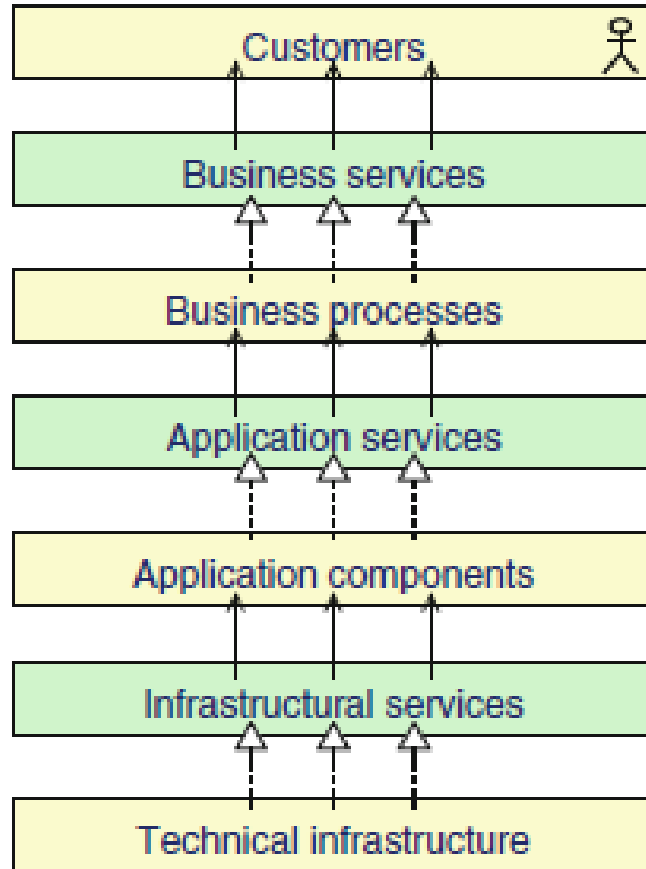 Customers
Business services
Business processes
Application services
Application components
Infrastructural services
Technical infrastructure